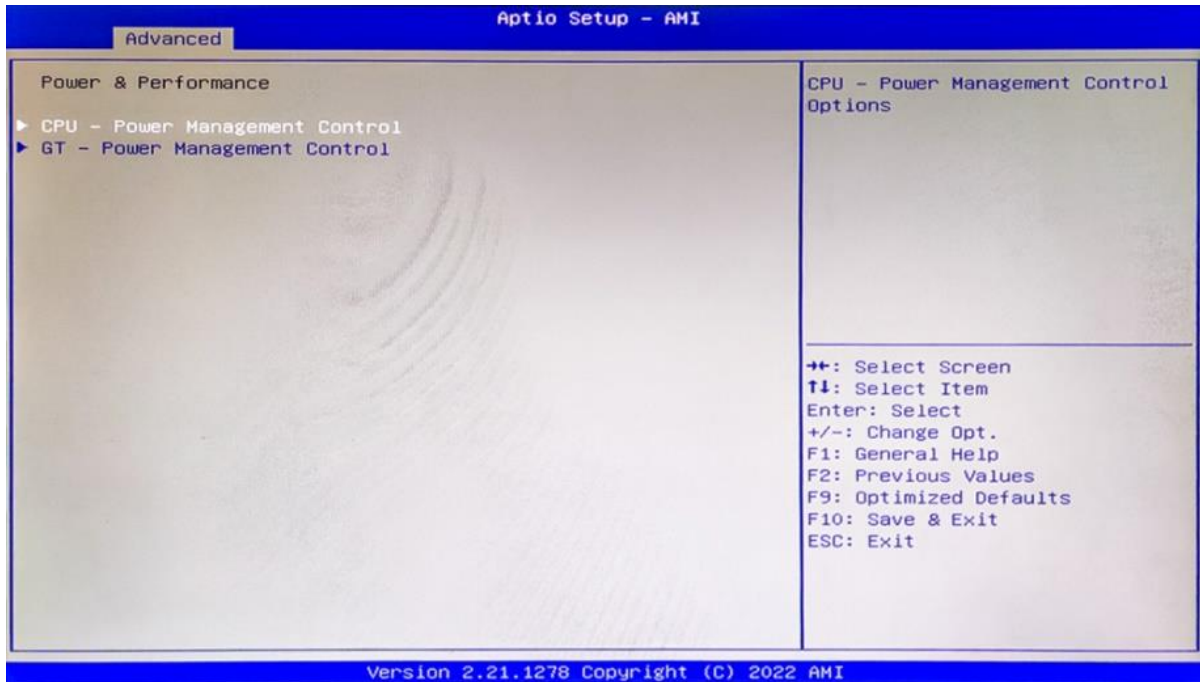 Aptio Setup - AMI
Advanced
Power & Performance
▶ CPU - Power Management Control
▶ GT - Power Management Control
CPU - Power Management Control
Options
→←: Select Screen
↑↓: Select Item
Enter: Select
+/-: Change Opt.
F1: General Help
F2: Previous Values
F9: Optimized Defaults
F10: Save & Exit
ESC: Exit
Version 2.21.1278 Copyright (C) 2022 AMI